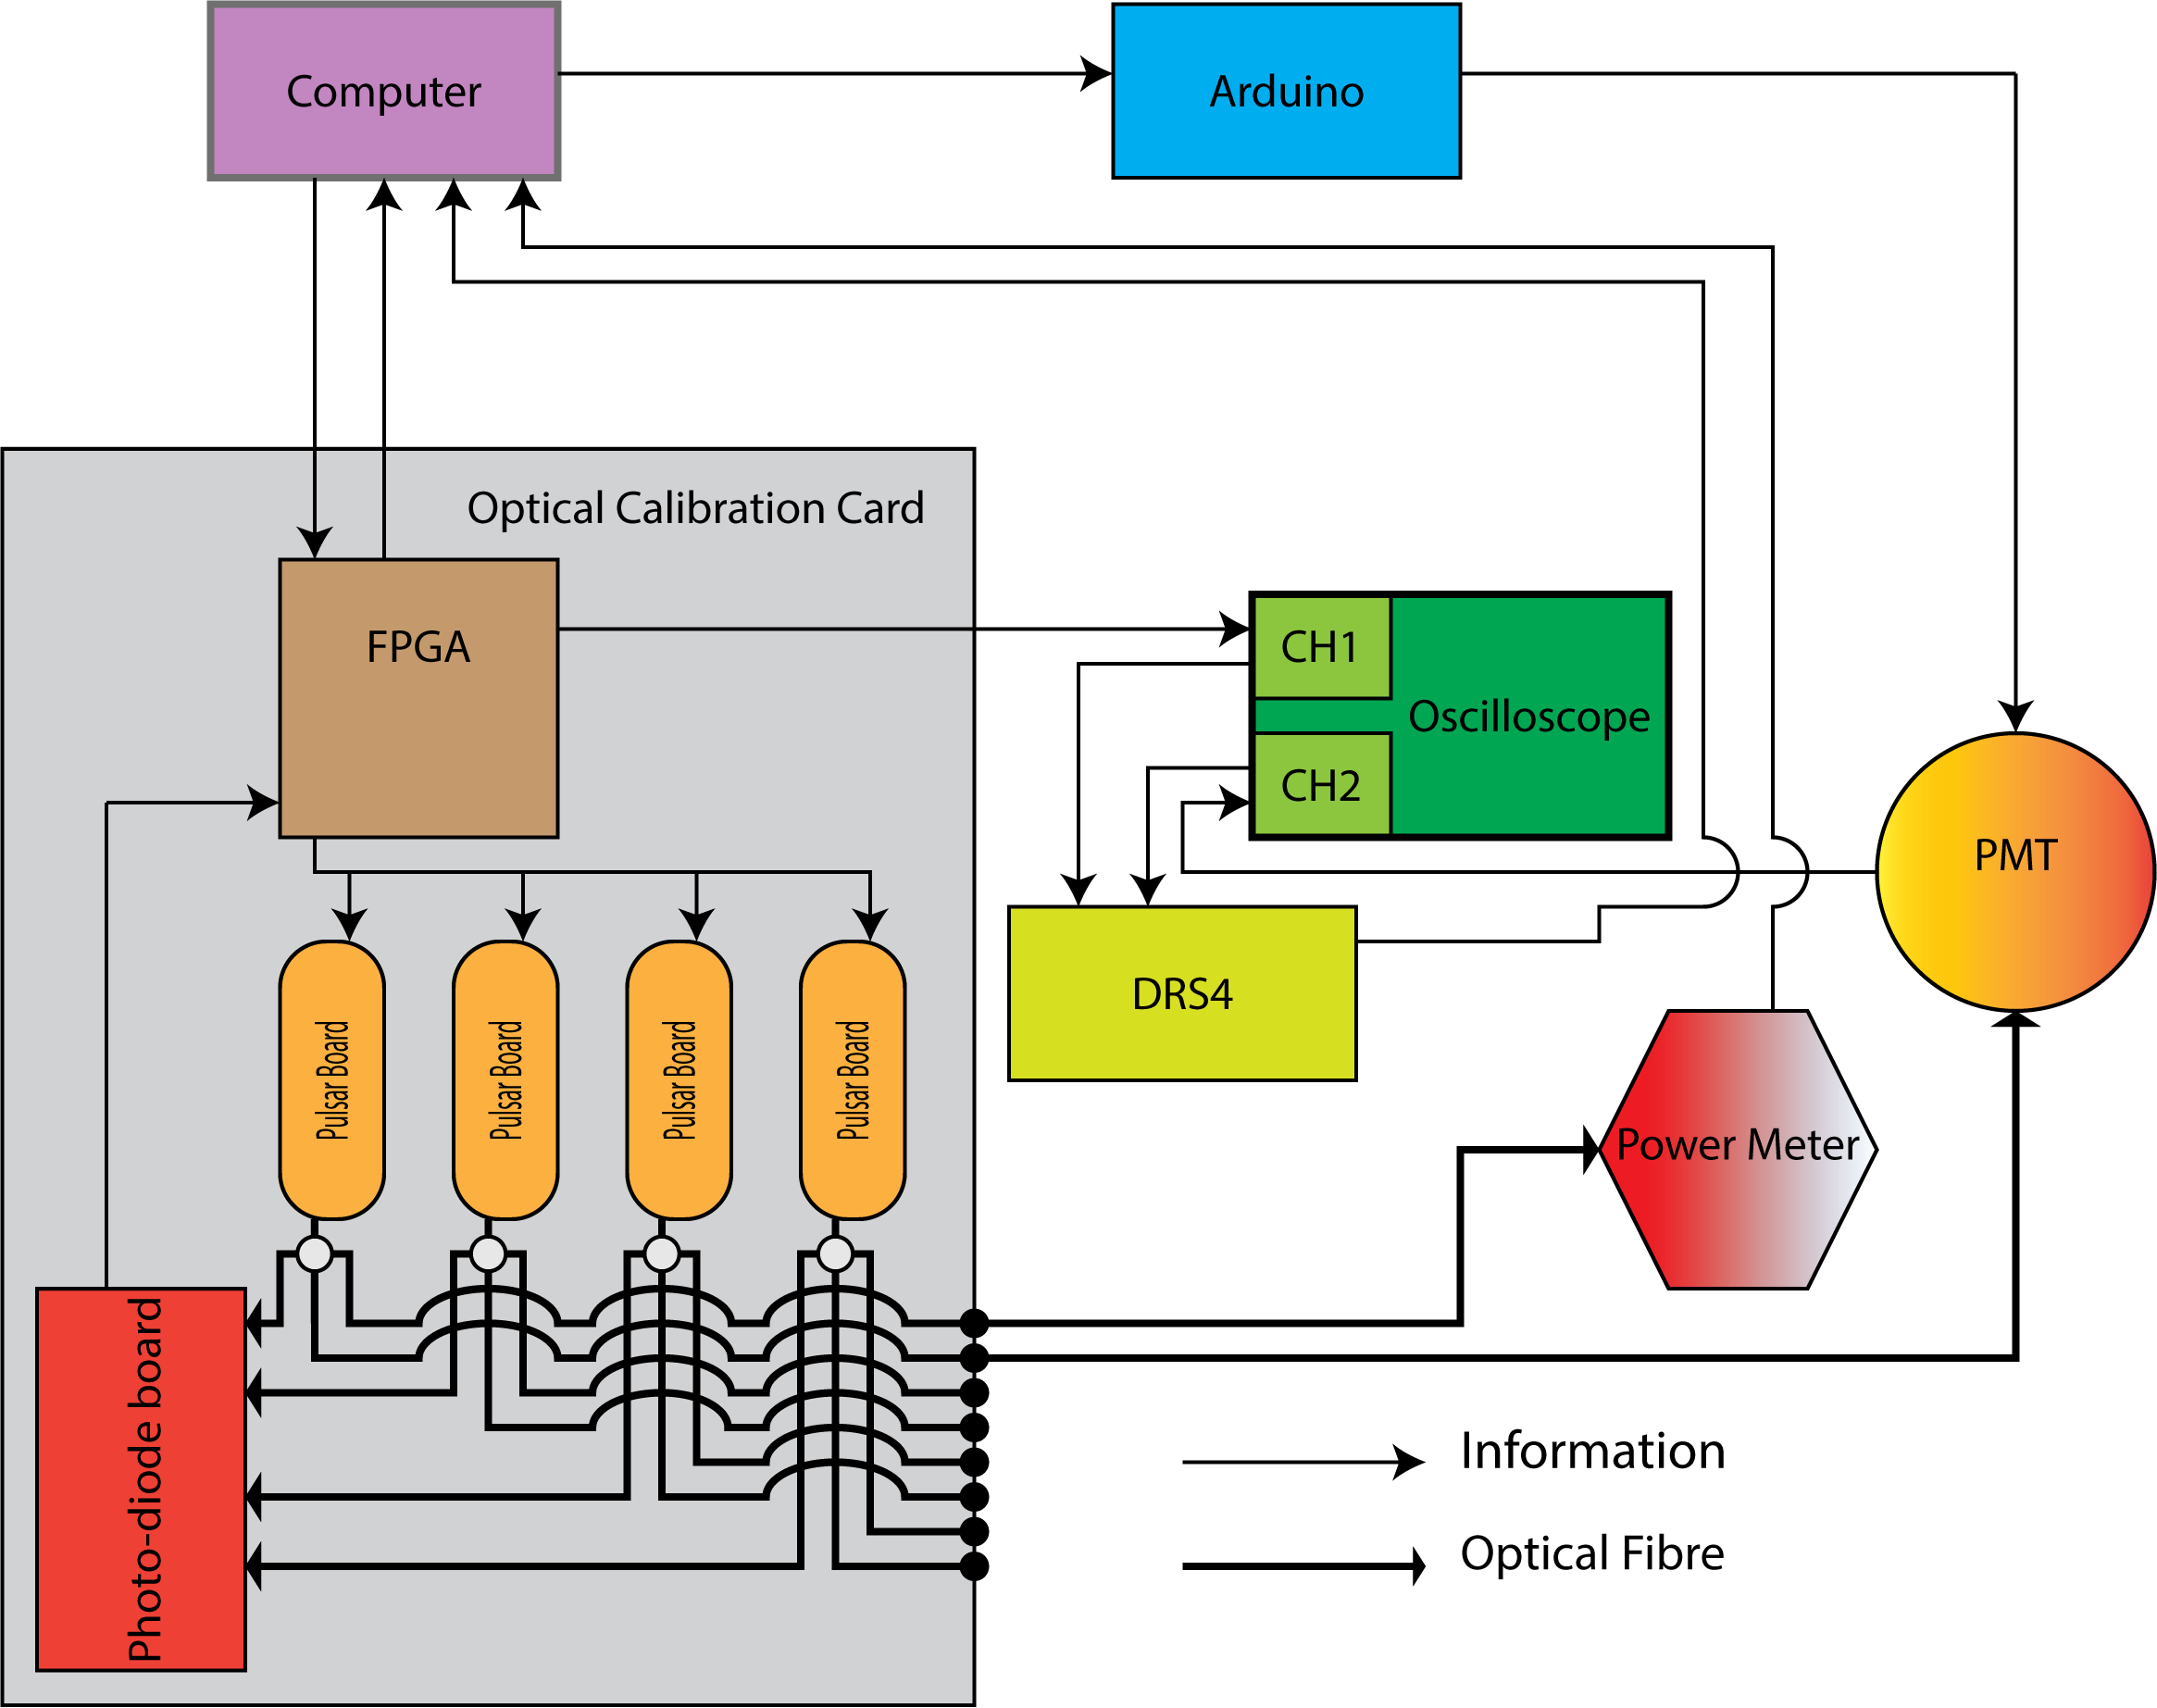 Computer
Arduino
Optical Calibration Card
FPGA
CH1
Oscilloscope
CH2
PMT
DRS4
Pulsar Board
Pulsar Board
Pulsar Board
Pulsar Board
Power Meter
Photo-diode board
Information
Optical Fibre